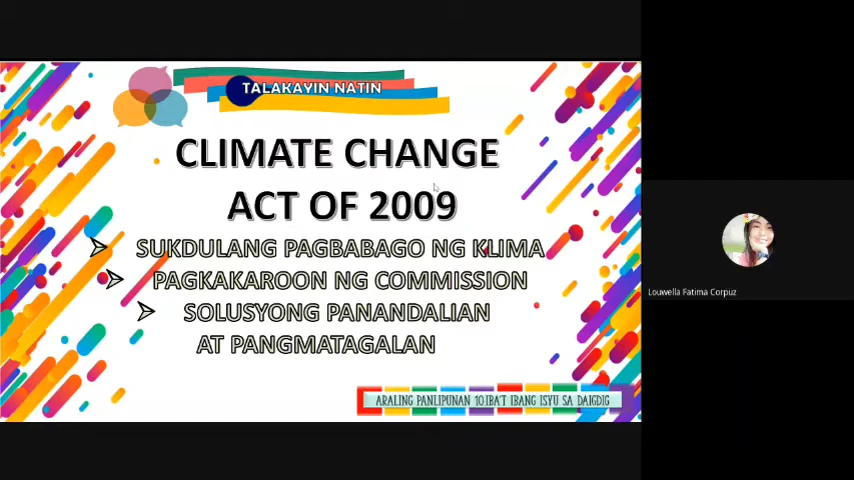 TALAKAYIN NATIN
CLIMATE CHANGE
ACT OF 2009
SUKDULANG PAGBABAGO NG KLIMA
PAGKAKAROON NG COMMISSION
SOLUSYONG PANANDALIAN
AT PANGMATAGALAN
ARALING PANLIPUNAN 10:IBA'T IBANG ISYU SA DAIGDIG
Louwella Fatima Corpuz